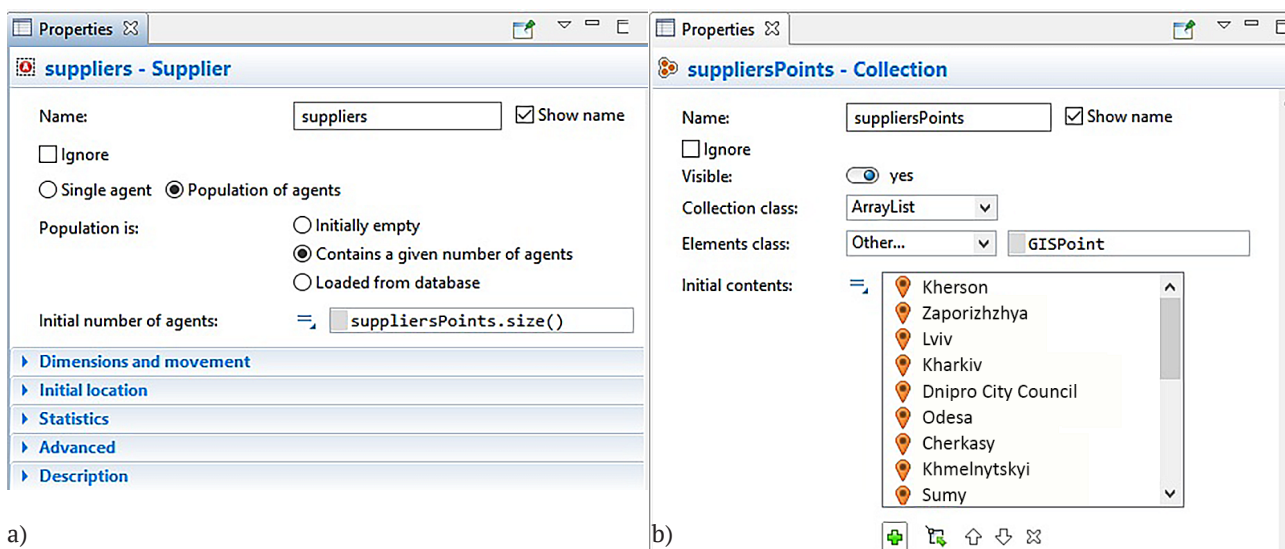 Properties
suppliers - Supplier
Name:
suppliers
Show name
Ignore
Single agent
Population of agents
Population is:
Initially empty
Contains a given number of agents
Loaded from database
Initial number of agents:
suppliersPoints.size()
Dimensions and movement
Initial location
Statistics
Advanced
Description
a)
Properties
suppliersPoints - Collection
Name:
suppliersPoints
Show name
Ignore
Visible:
yes
Collection class:
ArrayList
Elements class:
Other...
GISPoint
Initial contents:
Kherson
Zaporizhzhya
Lviv
Kharkiv
Dnipro City Council
Odesa
Cherkasy
Khmelnytskyi
Sumy
b)